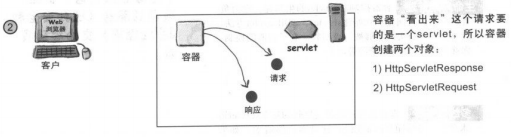 ②
Web
浏览器
客户
容器
servlet
请求
响应
容器“看出来”这个请求要
的是一个servlet，所以容器
创建两个对象：
1) HttpServletResponse
2) HttpServletRequest